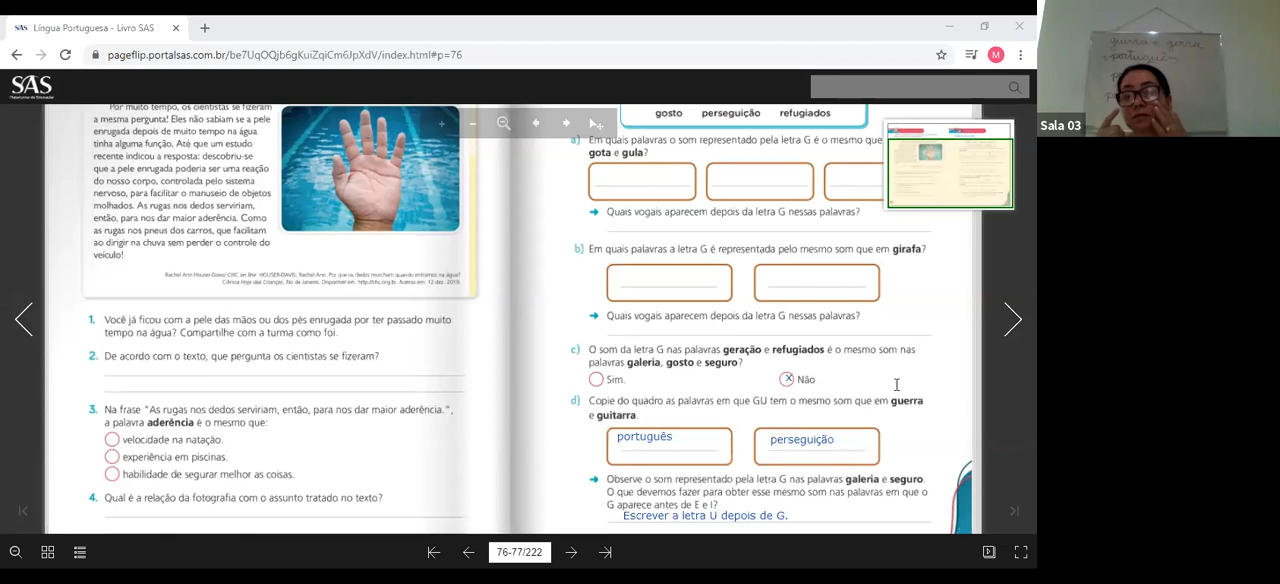 SAS Língua Portuguesa - Livro SAS
pageflip.portalsas.com.br/be7UqOQjb6gKuiZqiCm6JpXdV/index.html#p=76
M
SAS
Por muito tempo, os cientistas se fizeram
a mesma pergunta! Eles não sabiam se a pele
enrugada depois de muito tempo na água
tinha alguma função. Até que um estudo
recente indicou a resposta: descobriu-se
que a pele enrugada poderia ser uma reação
do nosso corpo, controlada pelo sistema
nervoso, para facilitar o manuseio de objetos
molhados. As rugas nos dedos serviriam,
então, para nos dar maior aderência. Como
as rugas nos pneus dos carros, que facilitam
ao dirigir na chuva sem perder o controle do
veículo!
1. Você já ficou com a pele das mãos ou dos pés enrugada por ter passado muito
tempo na água? Compartilhe com a turma como foi.
2. De acordo com o texto, que pergunta os cientistas se fizeram?
3. Na frase "As rugas nos dedos serviriam, então, para nos dar maior aderência.",
a palavra aderência é o mesmo que:
velocidade na natação.
experiência em piscinas.
habilidade de segurar melhor as coisas.
4. Qual é a relação da fotografia com o assunto tratado no texto?
gosto perseguição refugiados
a) Em quais palavras o som representado pela letra G é o mesmo que
gota e gula?
Quais vogais aparecem depois da letra G nessas palavras?
b) Em quais palavras a letra G é representada pelo mesmo som que em girafa?
Quais vogais aparecem depois da letra G nessas palavras?
c) O som da letra G nas palavras geração e refugiados é o mesmo som nas
palavras galeria, gosto e seguro?
Sim. X Não
d) Copie do quadro as palavras em que GU tem o mesmo som que em guerra
e guitarra.
português perseguição
Observe o som representado pela letra G nas palavras galeria e seguro.
O que devemos fazer para obter esse mesmo som nas palavras em que o
G aparece antes de E e I?
Escrever a letra U depois de G.
76-77/222
Sala 03
português